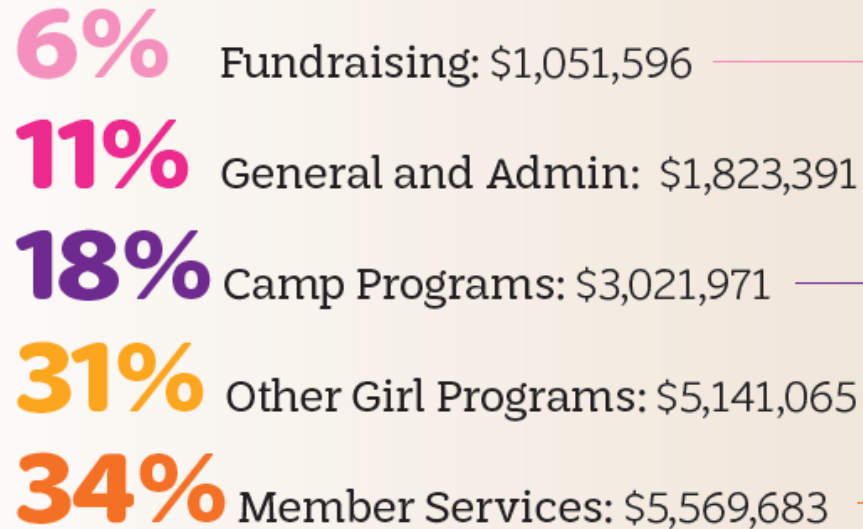 6% Fundraising: $1,051,596
11% General and Admin: $1,823,391
18% Camp Programs: $3,021,971
31% Other Girl Programs: $5,141,065
34% Member Services: $5,569,683